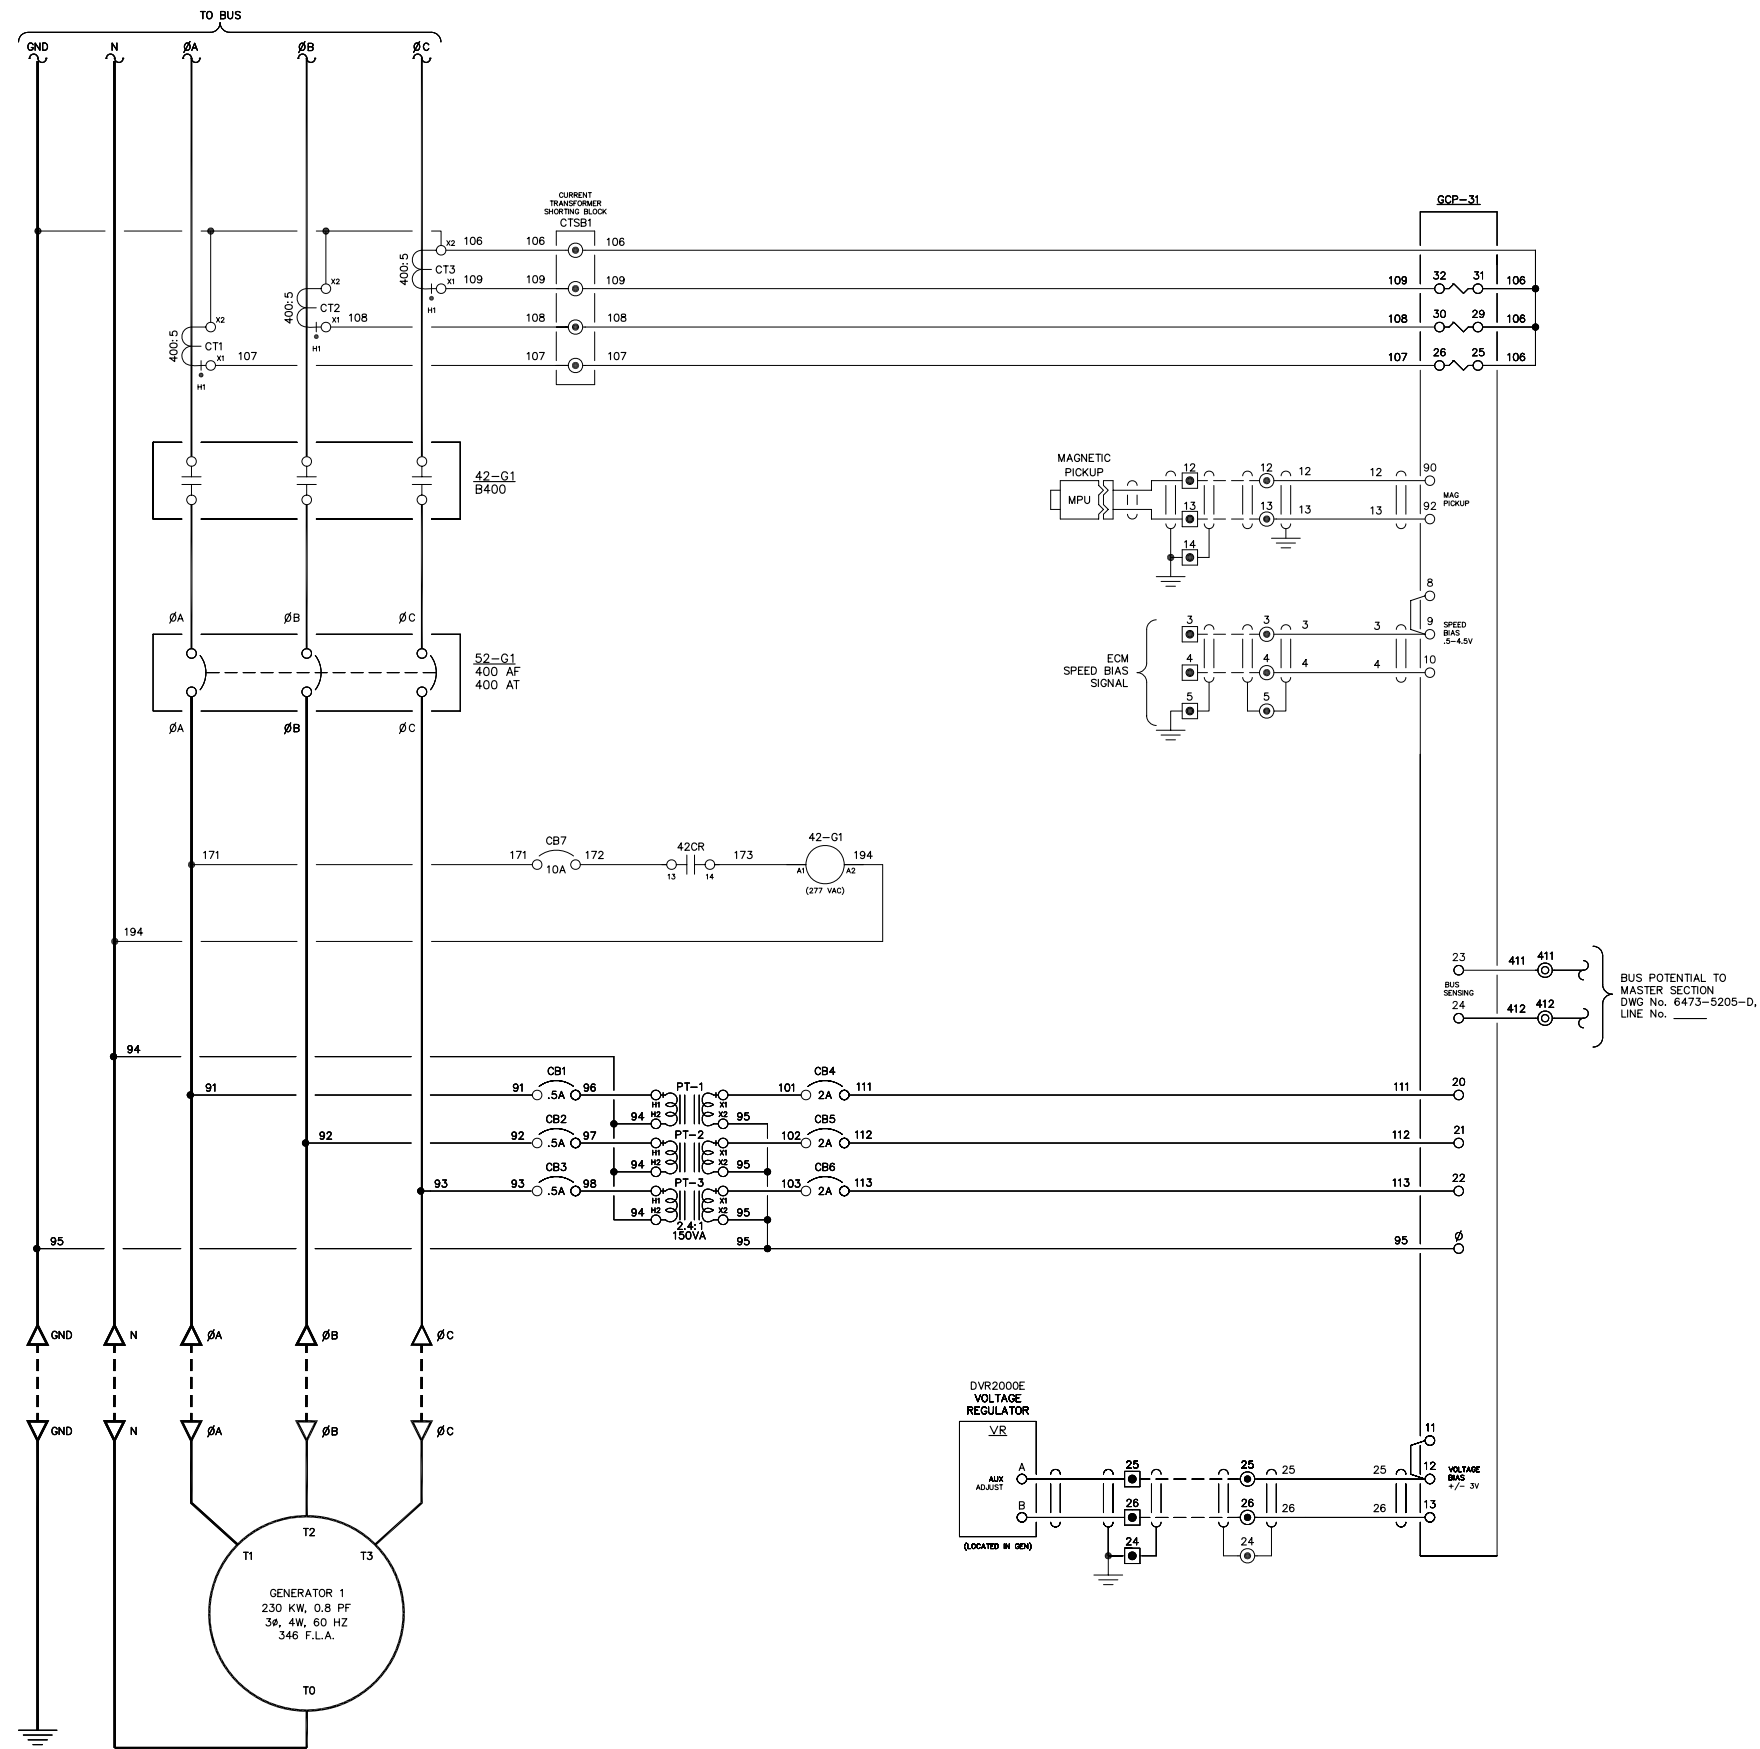 TO BUS
GND N ØA ØB ØC
CURRENT
TRANSFORMER
SHORTING BLOCK
CTSB1
GCP-31
X2 106 106 106
400:5 CT3
X1 109 109 109 109 32 31 106
H1
X2
400:5 CT2
X1 108 108 108 108 30 29 106
H1
X2
400:5 CT1
X1 107 107 107 107 26 25 106
H1
42-G1
B400
MAGNETIC
PICKUP
MPU
12 12 12 12 90
MAG
PICKUP
13 13 13 13 92
14
8
ØA ØB ØC
52-G1
400 AF
400 AT
ØA ØB ØC
ECM
SPEED BIAS
SIGNAL
3 3 3 3 9
SPEED
BIAS
.5-4.5V
4 4 4 4 10
5 5
171 171 CB7 172 42CR 173 42-G1 194
10A 13 14 A1 A2
(277 VAC)
194
23 411 411
BUS
SENSING
24 412 412
BUS POTENTIAL TO
MASTER SECTION
DWG No. 6473-5205-D,
LINE No. ____
94
CB1 PT-1 CB4
91 91 .5A 96 H1 X1 101 2A 111 111 20
94 H2 X2 95
CB2 PT-2 CB5
92 92 .5A 97 H1 X1 102 2A 112 112 21
94 H2 X2 95
CB3 PT-3 CB6
93 93 .5A 98 H1 X1 103 2A 113 113 22
94 H2 X2 95
2.4:1
150VA
95 95 95 Ø
GND N ØA ØB ØC
GND N ØA ØB ØC
DVR2000E
VOLTAGE
REGULATOR
VR
AUX
ADJUST
A
B
(LOCATED IN GEN)
11
25 25 25 25 12
VOLTAGE
BIAS
+/- 3V
26 26 26 26 13
24 24
T2
T1 T3
GENERATOR 1
230 KW, 0.8 PF
3ø, 4W, 60 HZ
346 F.L.A.
T0